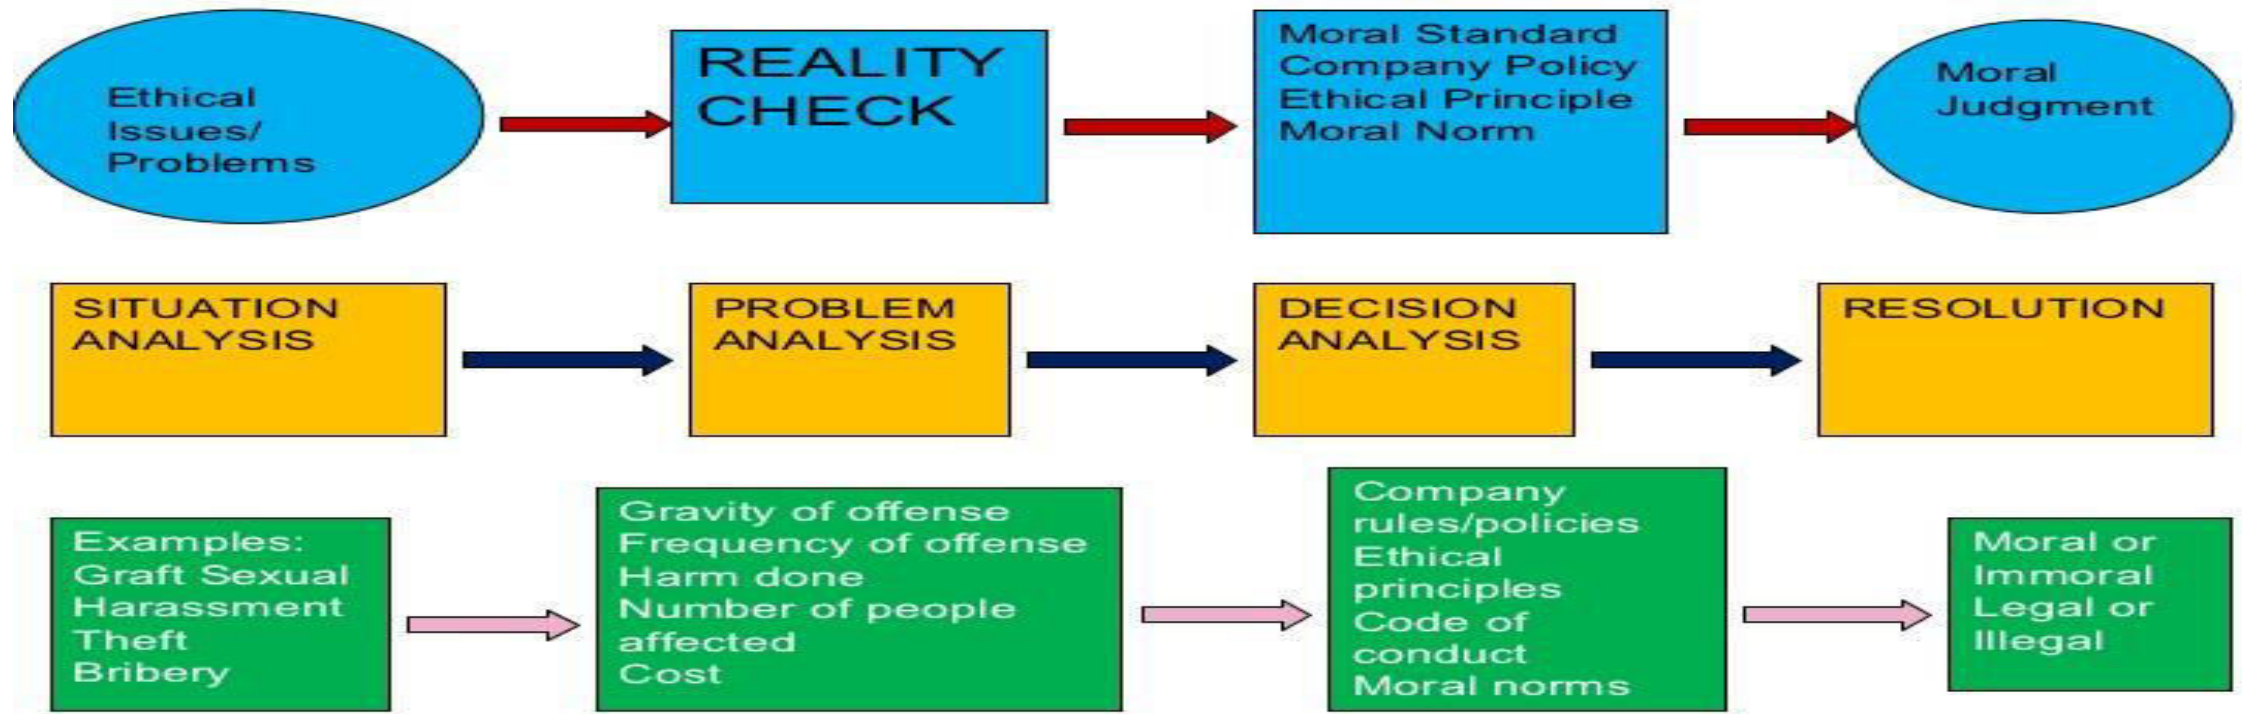 Ethical
Issues/
Problems
REALITY
CHECK
Moral Standard
Company Policy
Ethical Principle
Moral Norm
Moral
Judgment
SITUATION
ANALYSIS
PROBLEM
ANALYSIS
DECISION
ANALYSIS
RESOLUTION
Examples:
Graft Sexual
Harassment
Theft
Bribery
Gravity of offense
Frequency of offense
Harm done
Number of people
affected
Cost
Company
rules/policies
Ethical
principles
Code of
conduct
Moral norms
Moral or
Immoral
Legal or
Illegal